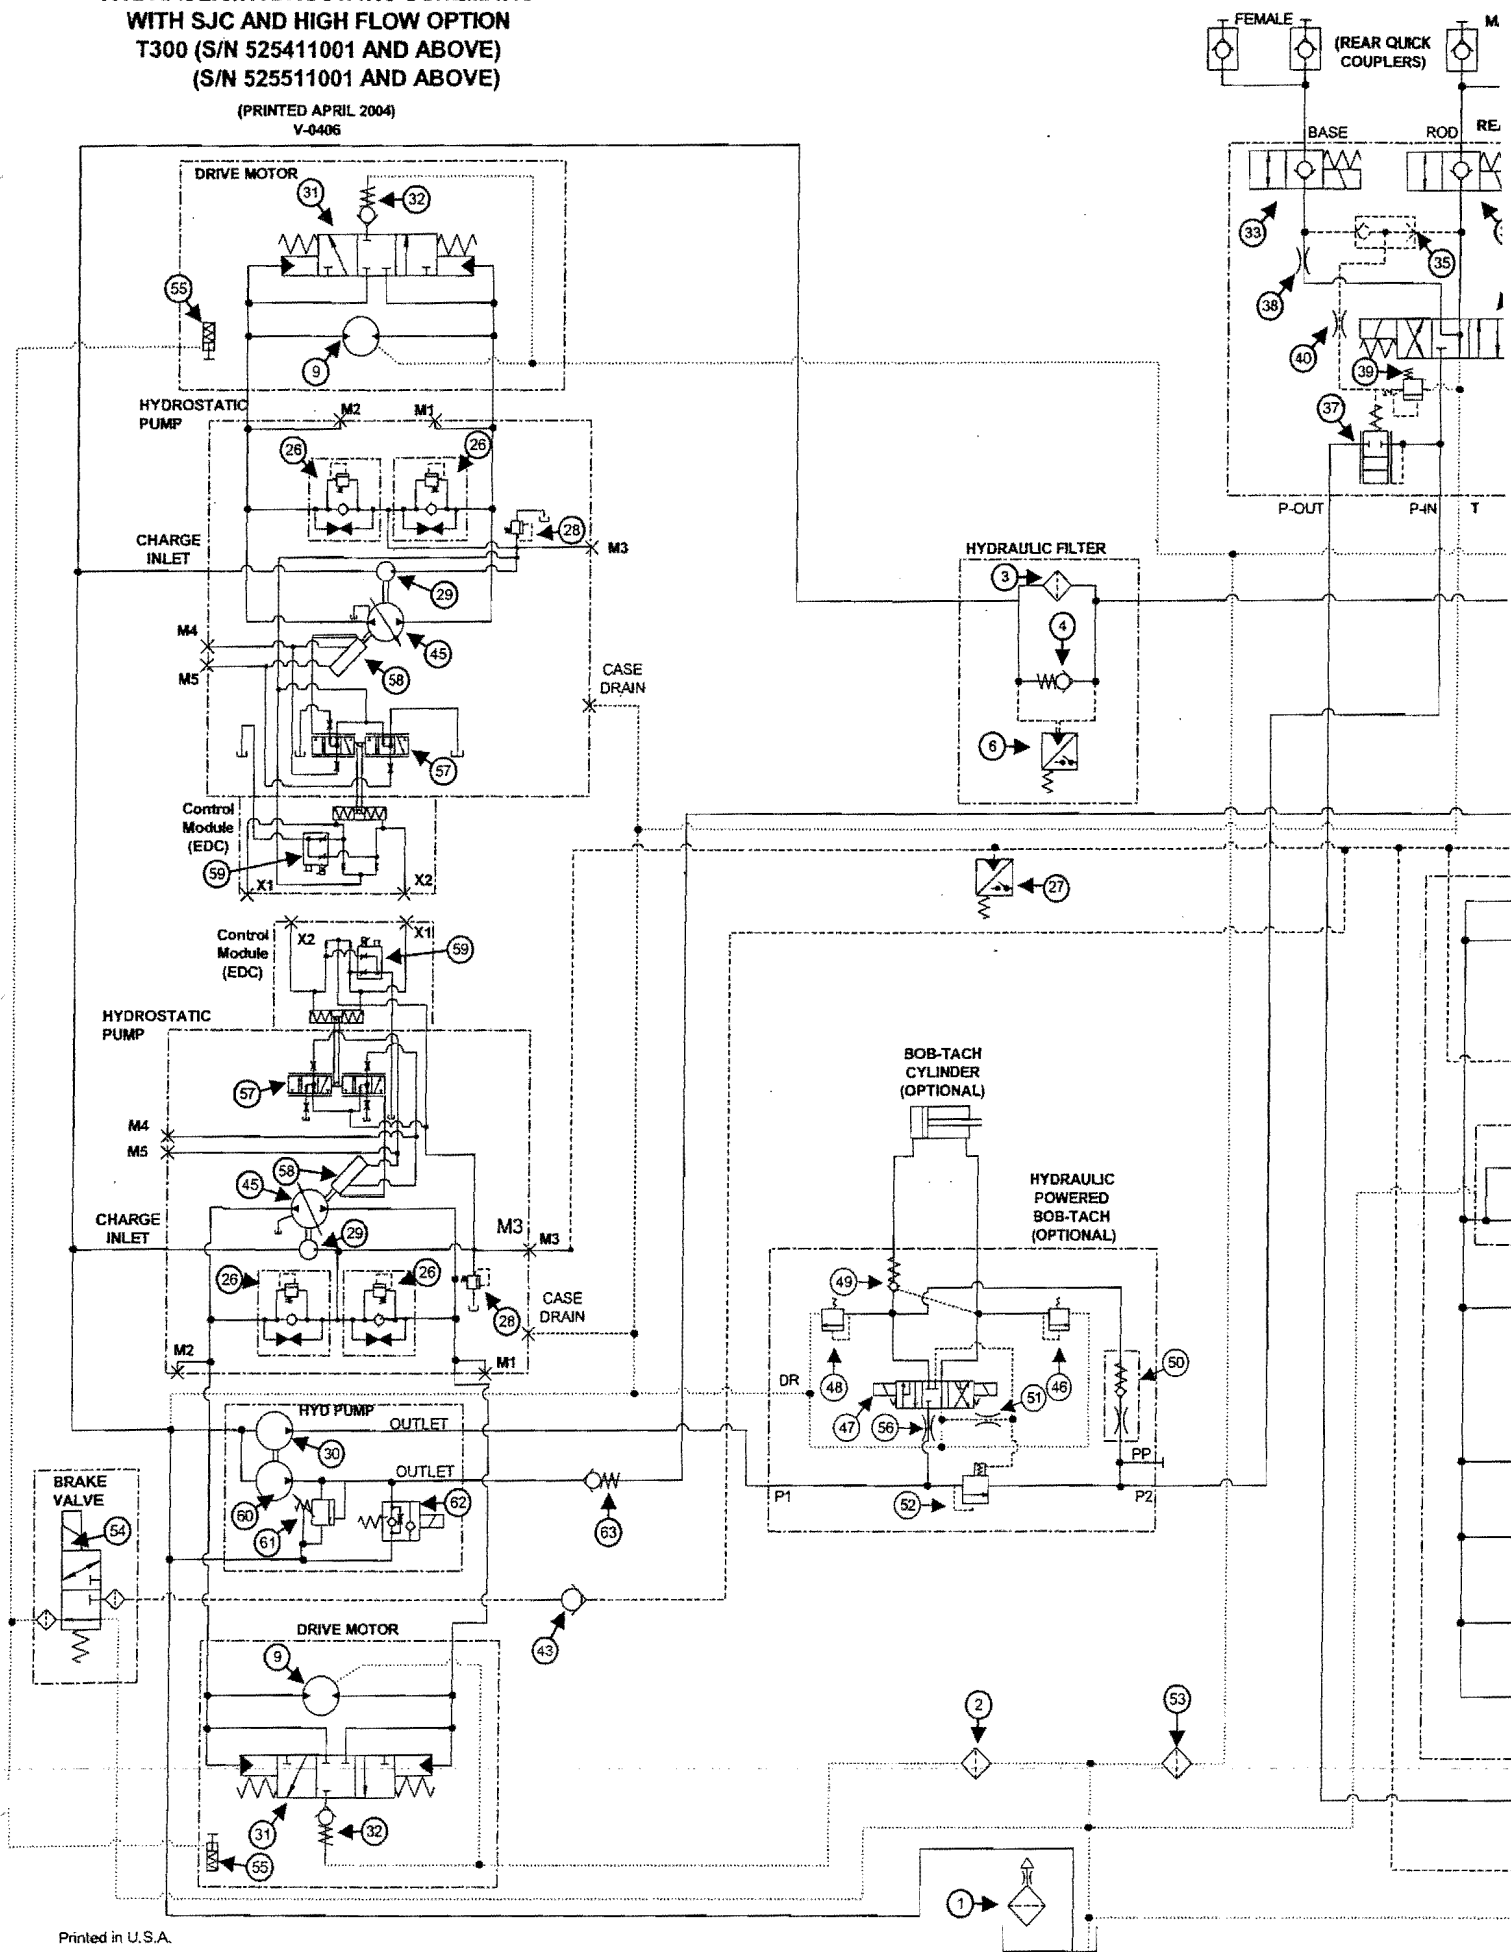 WITH SJC AND HIGH FLOW OPTION
T300 (S/N 525411001 AND ABOVE)
(S/N 525511001 AND ABOVE)
(PRINTED APRIL 2004)
V-0406
FEMALE
(REAR QUICK
COUPLERS)
BASE
ROD
33
35
38
40
39
37
P-OUT
P-IN
T
DRIVE MOTOR
31
32
55
9
HYDROSTATIC
PUMP
M2
M1
26
26
28
CHARGE
INLET
M3
29
M4
45
M5
58
CASE
DRAIN
57
Control
Module
(EDC)
59
X1
X2
HYDRAULIC FILTER
3
4
6
27
X2
X1
Control
Module
(EDC)
59
HYDROSTATIC
PUMP
57
M4
M5
58
45
CHARGE
INLET
M3
M3
29
26
26
28
CASE
DRAIN
M2
M1
BOB-TACH
CYLINDER
(OPTIONAL)
HYDRAULIC
POWERED
BOB-TACH
(OPTIONAL)
49
48
46
50
DR
47
56
51
PP
P1
52
P2
HYD PUMP
OUTLET
30
OUTLET
60
61
62
63
BRAKE
VALVE
54
43
DRIVE MOTOR
9
31
32
55
2
53
1
Printed in U.S.A.